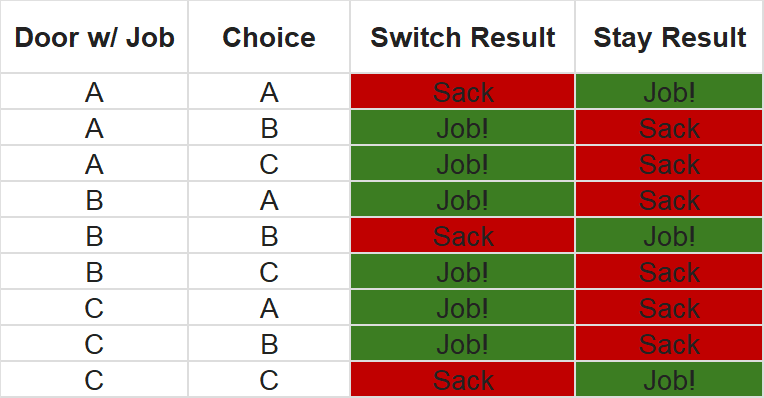 Door w/ Job Choice Switch Result Stay Result
A A Sack Job!
A B Job! Sack
A C Job! Sack
B A Job! Sack
B B Sack Job!
B C Job! Sack
C A Job! Sack
C B Job! Sack
C C Sack Job!